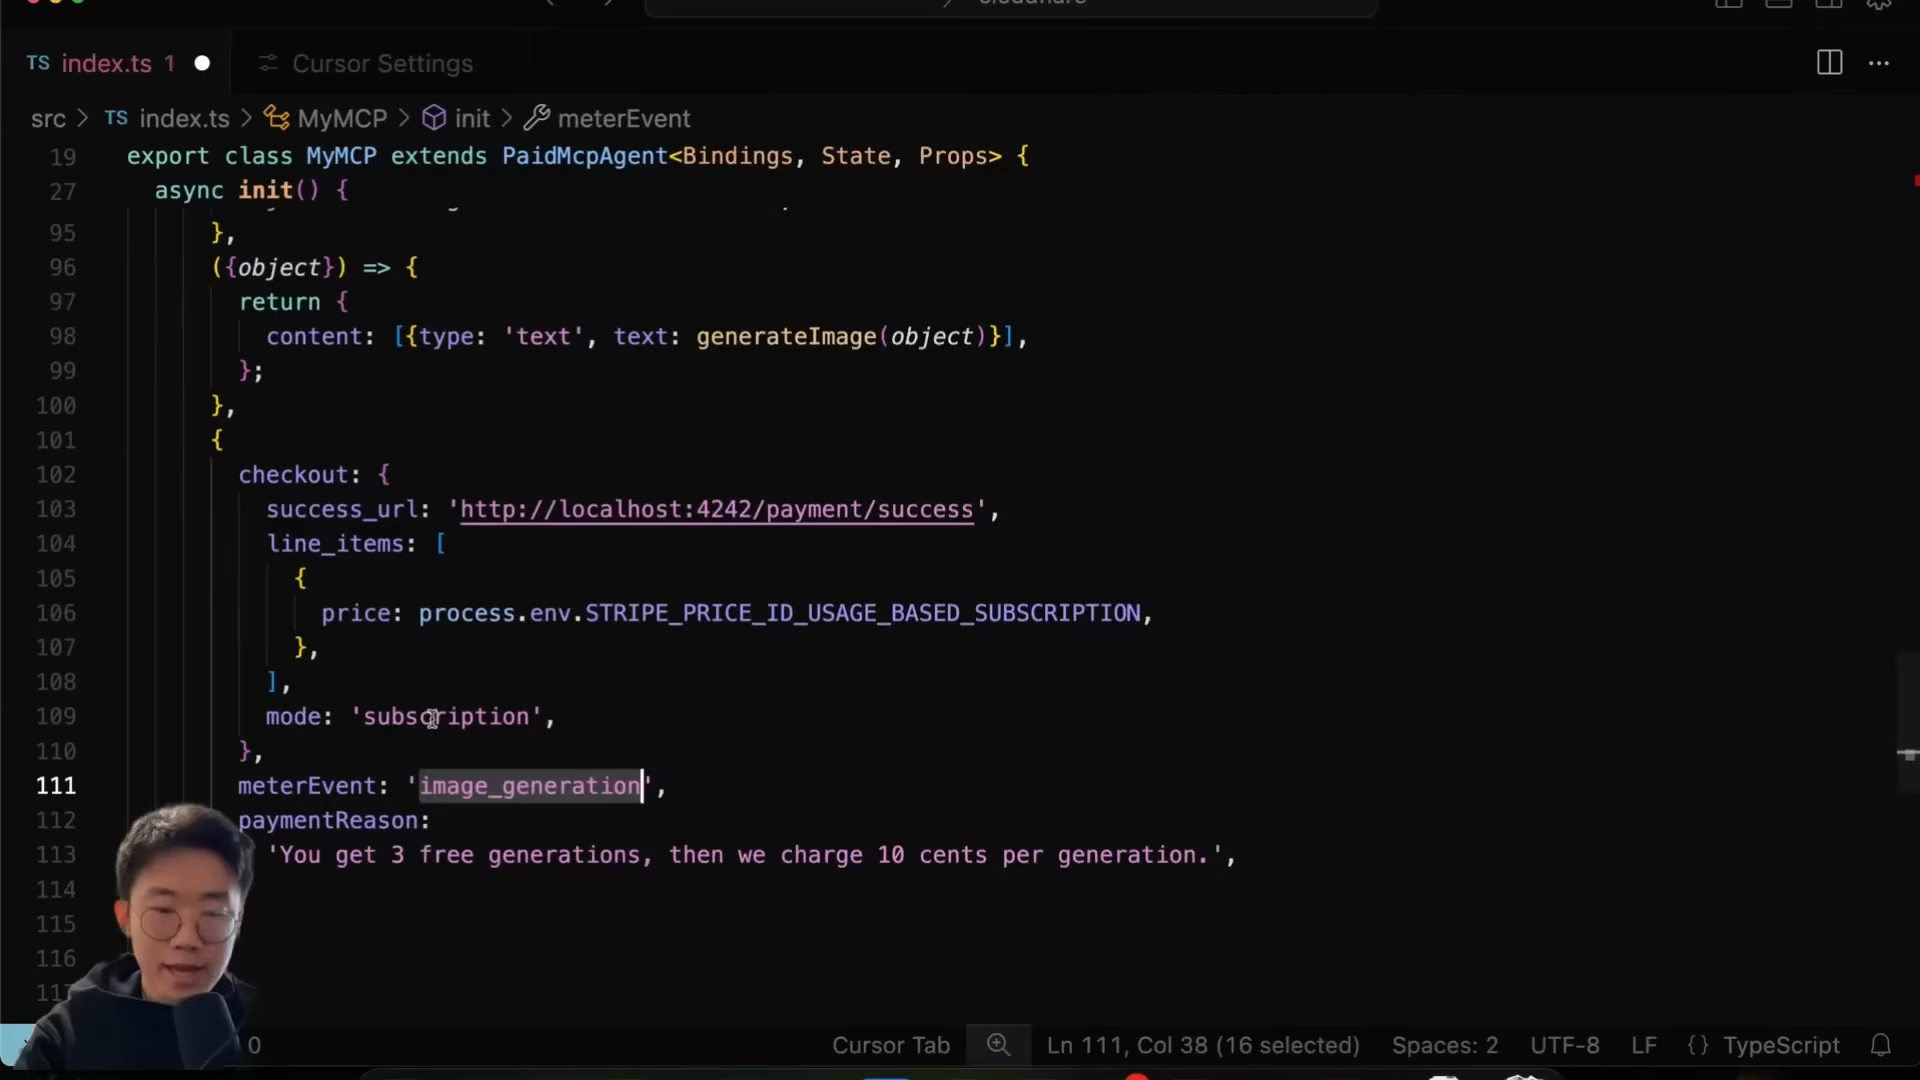 TS index.ts 1
Cursor Settings
src > TS index.ts > MyMCP > init > meterEvent
19 export class MyMCP extends PaidMcpAgent<Bindings, State, Props> {
27 async init() {
95 },
96 ({object}) => {
97 return {
98 content: [{type: 'text', text: generateImage(object)}],
99 };
100 },
101 {
102 checkout: {
103 success_url: 'http://localhost:4242/payment/success',
104 line_items: [
105 {
106 price: process.env.STRIPE_PRICE_ID_USAGE_BASED_SUBSCRIPTION,
107 },
108 ],
109 mode: 'subscription',
110 },
111 meterEvent: 'image_generation',
112 paymentReason:
113 'You get 3 free generations, then we charge 10 cents per generation.',
114
115
116
0 Cursor Tab Ln 111, Col 38 (16 selected) Spaces: 2 UTF-8 LF {} TypeScript